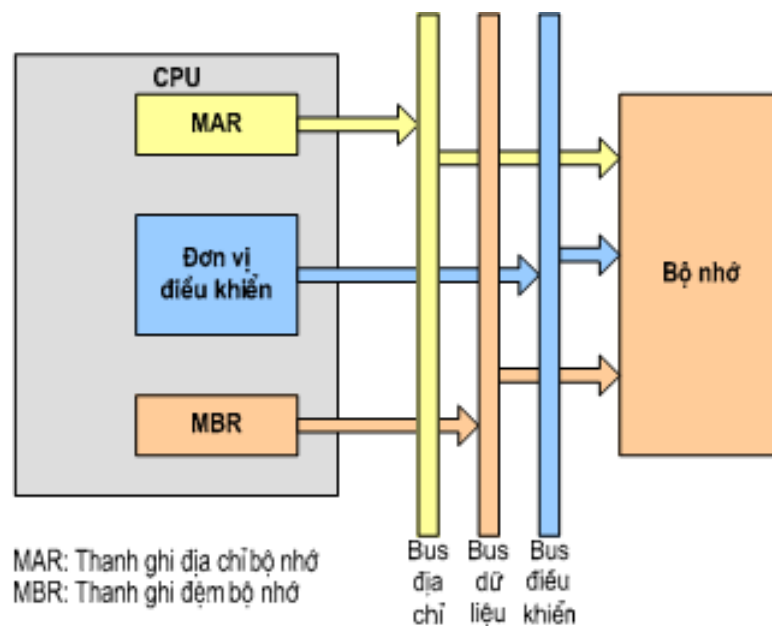 CPU
MAR
Đơn vị
điều khiển
MBR
Bộ nhớ
MAR: Thanh ghi địa chỉ bộ nhớ
MBR: Thanh ghi đệm bộ nhớ
Bus
địa
chỉ
Bus
dữ
liệu
Bus
điều
khiển